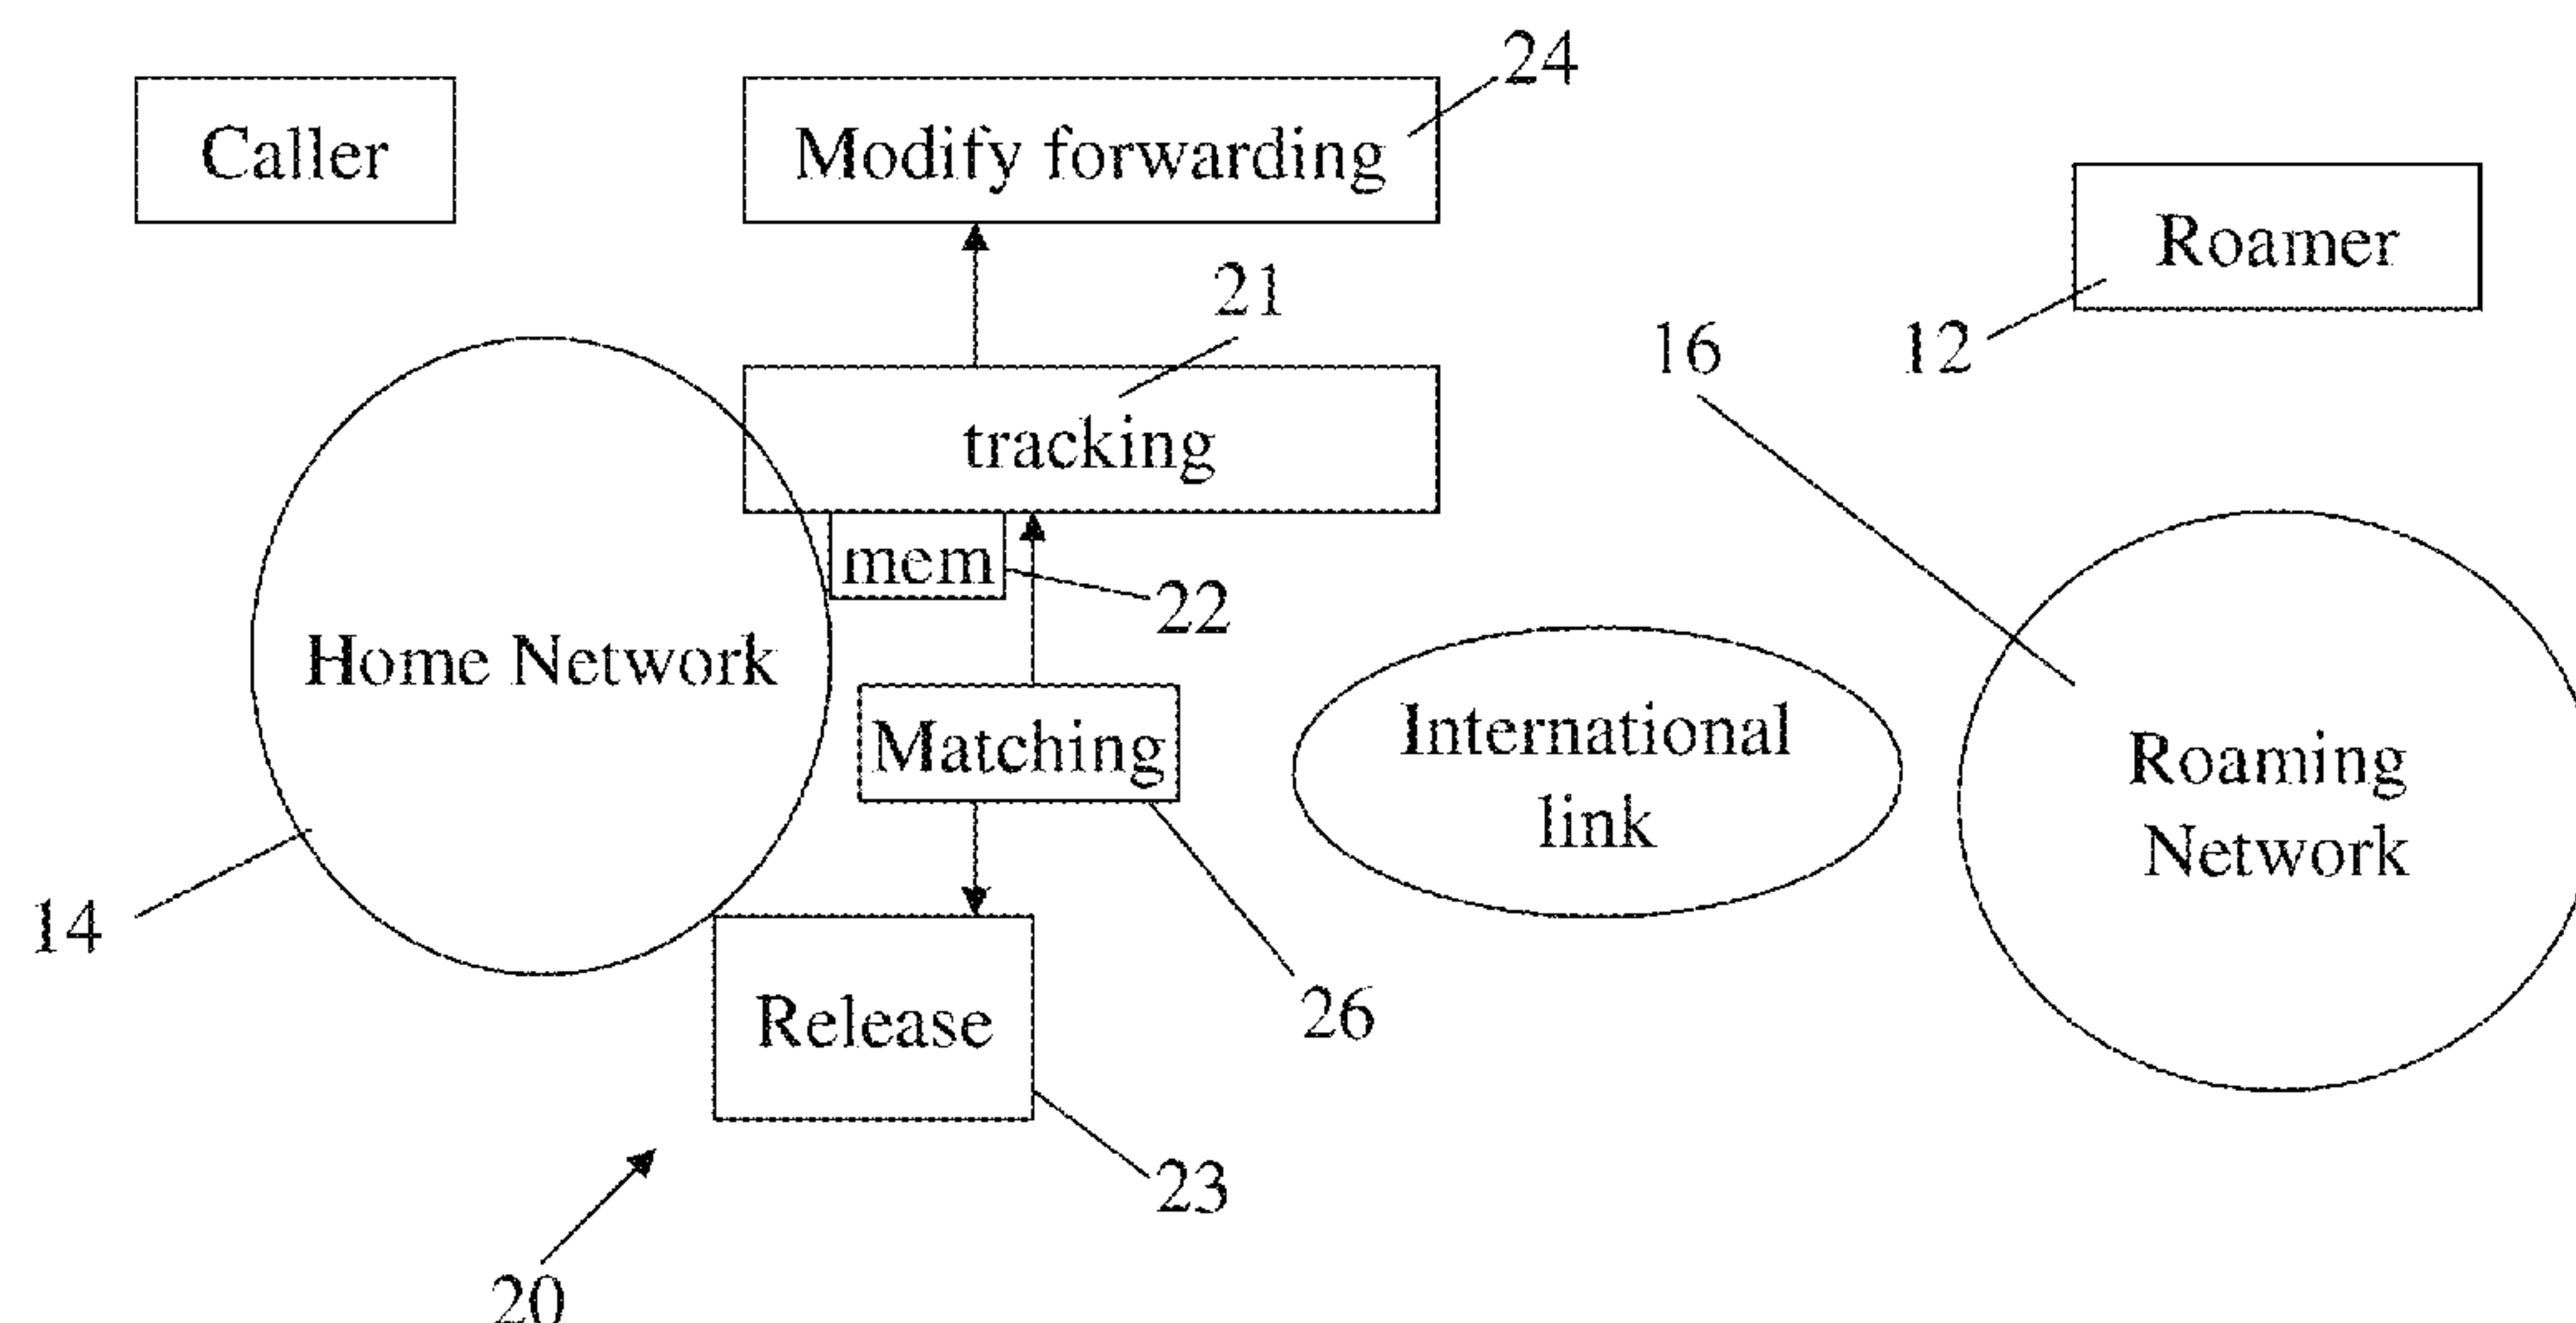 24
Caller
Modify forwarding
Roamer
21
12
16
tracking
mem
22
Home Network
Matching
International
link
Roaming
Network
14
26
Release
23
20